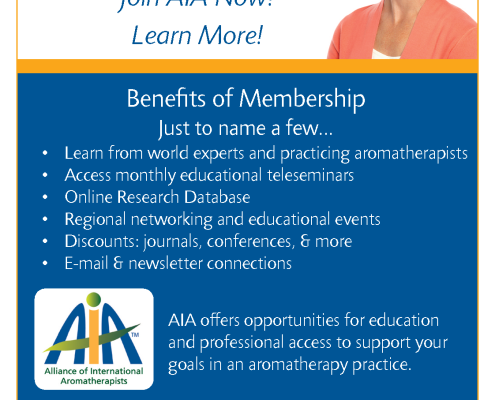 Join AIA Now!
Learn More!
Benefits of Membership
Just to name a few...
• Learn from world experts and practicing aromatherapists
• Access monthly educational teleseminars
• Online Research Database
• Regional networking and educational events
• Discounts: journals, conferences, & more
• E-mail & newsletter connections
AIA™
Alliance of International
Aromatherapists
AIA offers opportunities for education
and professional access to support your
goals in an aromatherapy practice.